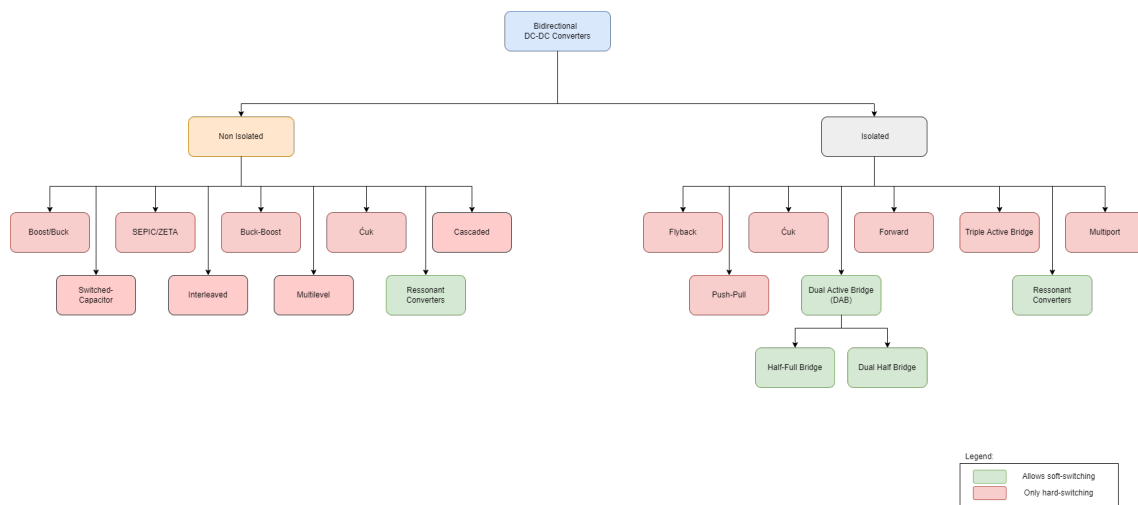 Bidirectional
DC-DC Converters
Non Isolated
Isolated
Boost/Buck
SEPIC/ZETA
Buck-Boost
Ćuk
Cascaded
Flyback
Ćuk
Forward
Triple Active Bridge
Multiport
Switched-
Capacitor
Interleaved
Multilevel
Ressonant
Converters
Push-Pull
Dual Active Bridge
(DAB)
Ressonant
Converters
Half-Full Bridge
Dual Half Bridge
Legend:
Allows soft-switching
Only hard-switching